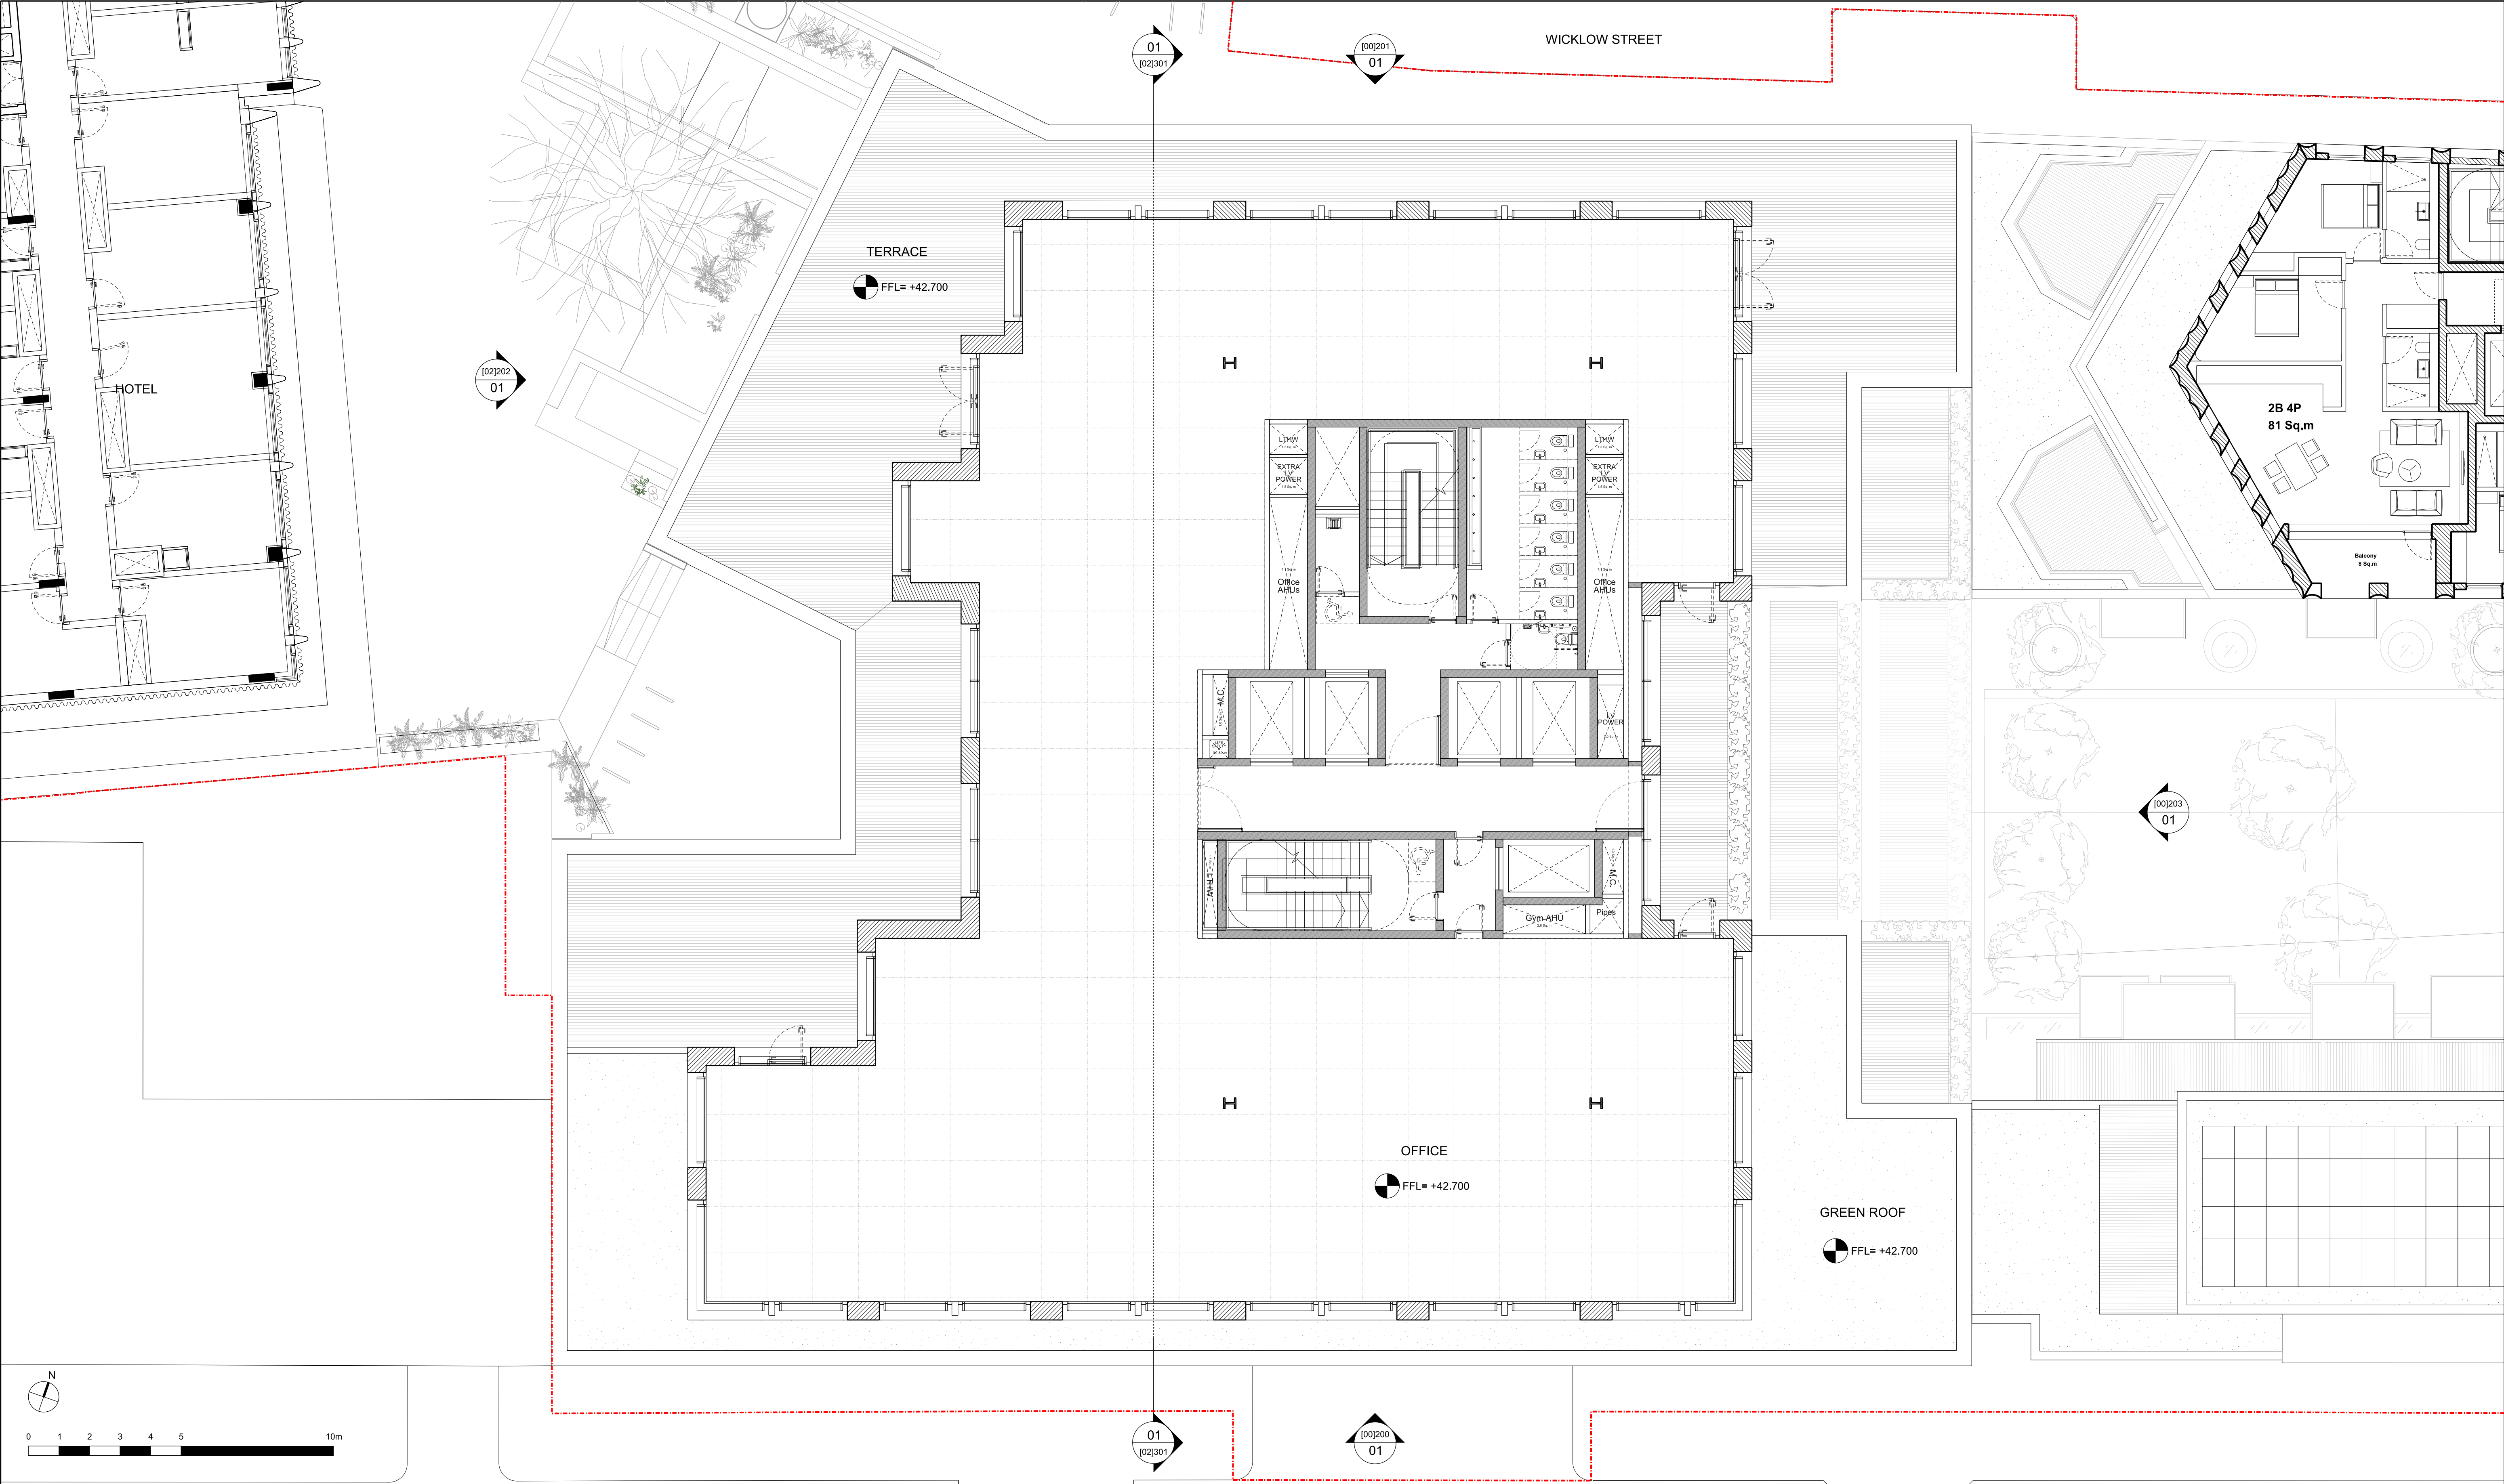 01
[02]301
[00]201
01
WICKLOW STREET
TERRACE
FFL= +42.700
[02]202
01
HOTEL
2B 4P
81 Sq.m
Balcony
8 Sq.m
LTHW
EXTRA
LV
POWER
LTHW
EXTRA
LV
POWER
Office
AHUs
Office
AHUs
M.C.
LV
POWER
[00]203
01
LTHW
M.C.
Gym AHU
Pipes
OFFICE
FFL= +42.700
GREEN ROOF
FFL= +42.700
N
0 1 2 3 4 5 10m
01
[02]301
[00]200
01